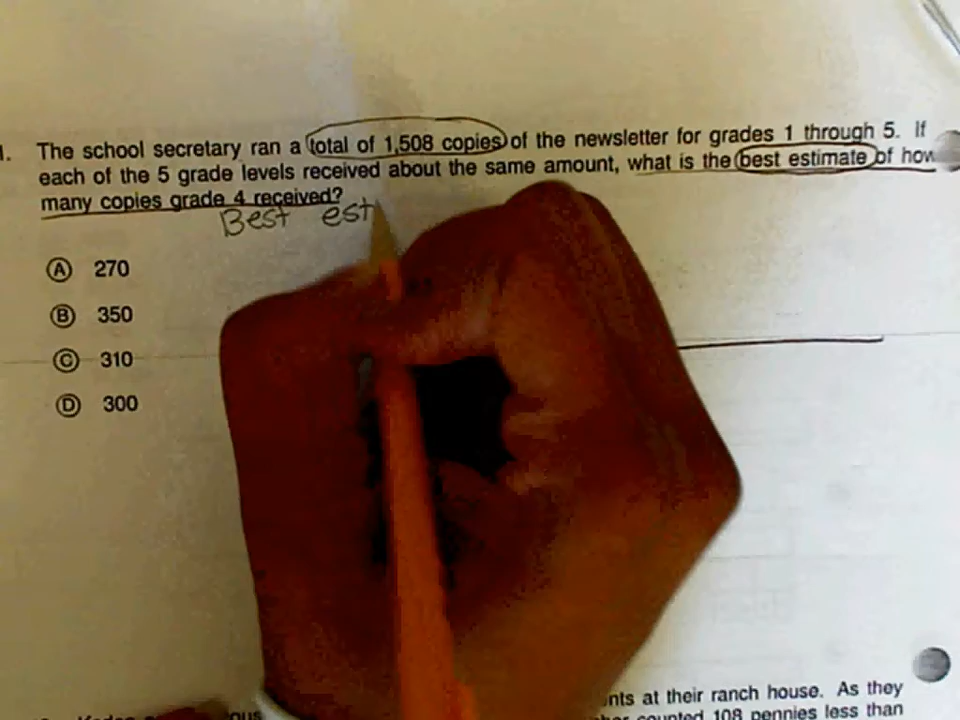 1. The school secretary ran a total of 1,508 copies of the newsletter for grades 1 through 5. If
each of the 5 grade levels received about the same amount, what is the best estimate of how
many copies grade 4 received?
Best est
A 270
B 350
C 310
D 300
nts at their ranch house. As they
counted 108 pennies less than